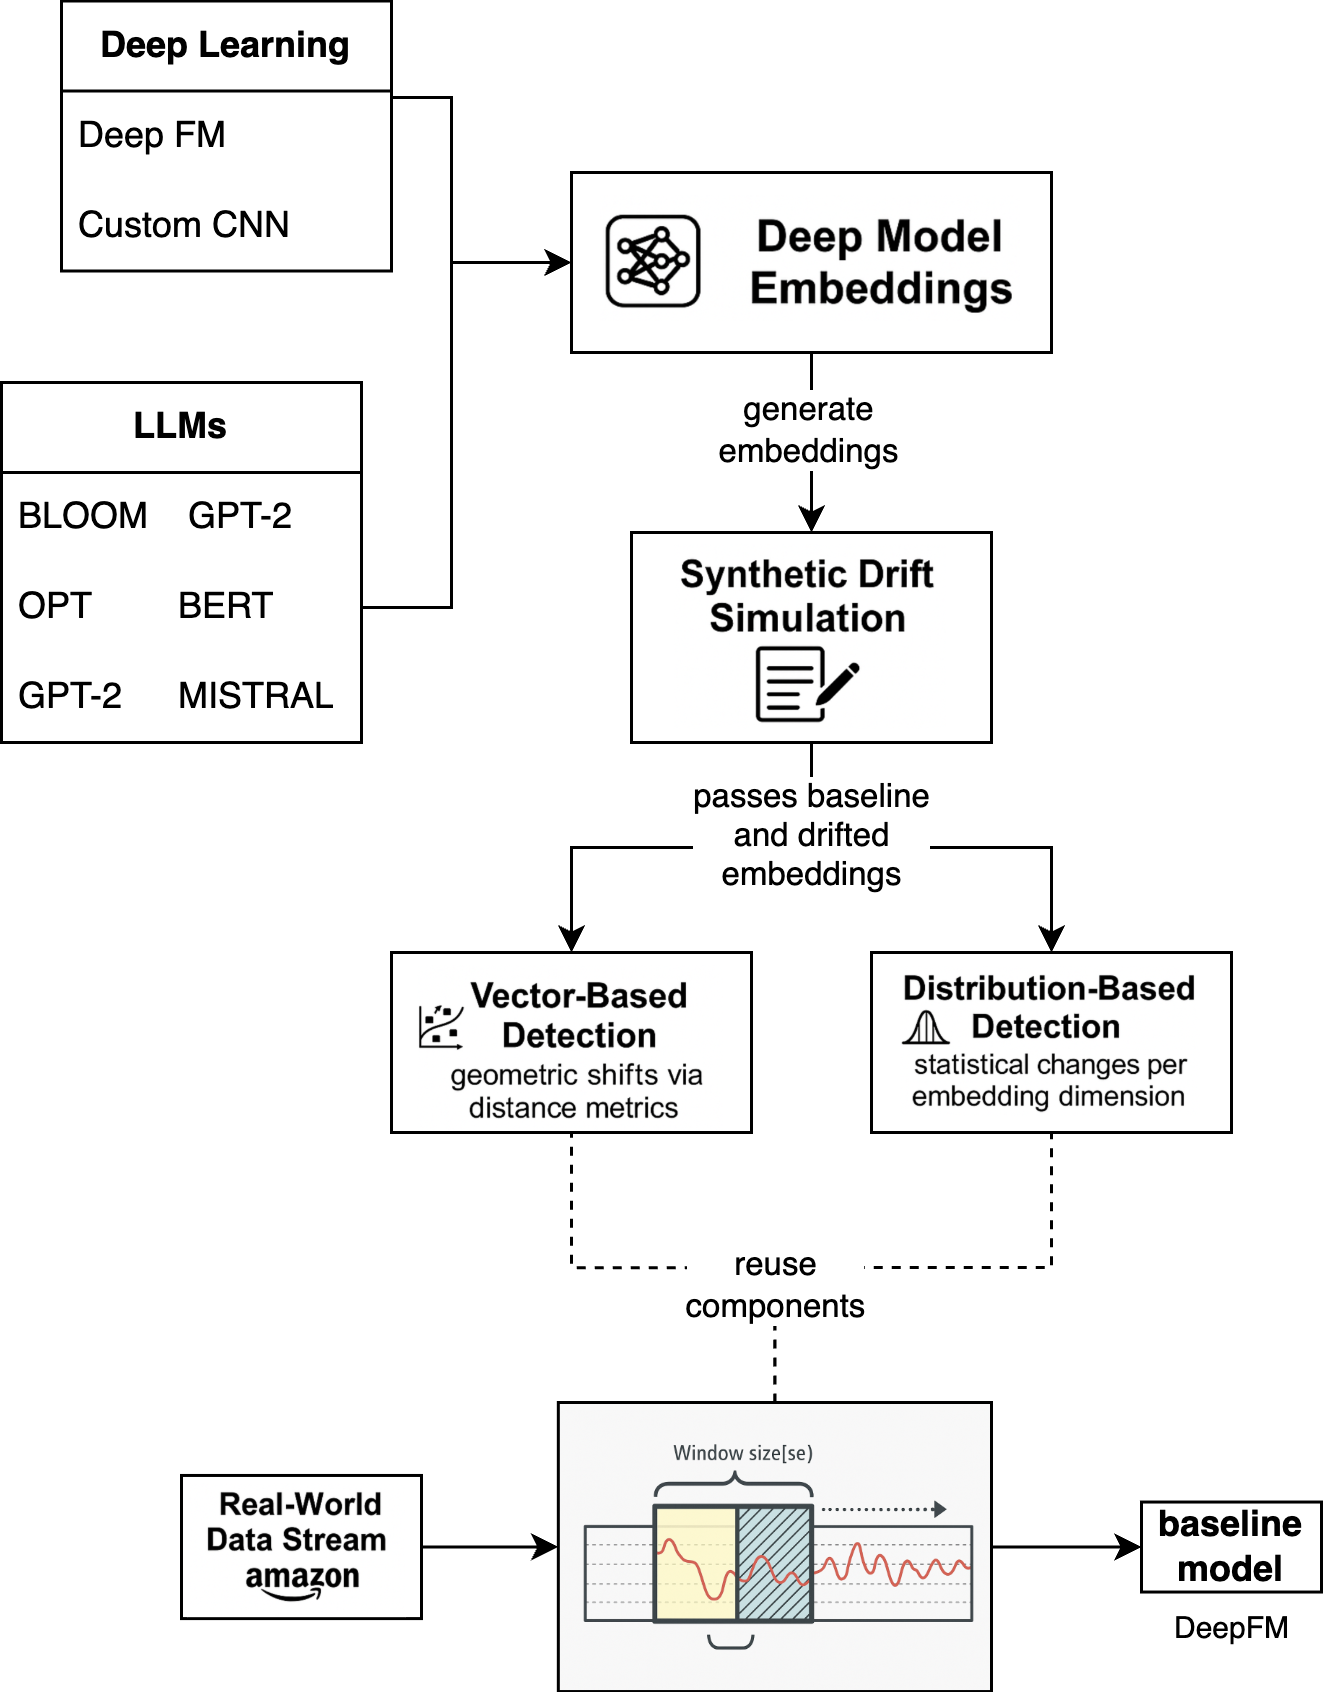 Deep Learning
Deep FM
Custom CNN
Deep Model
Embeddings
LLMs
BLOOM GPT-2
OPT BERT
GPT-2 MISTRAL
generate
embeddings
Synthetic Drift
Simulation
passes baseline
and drifted
embeddings
Vector-Based
Detection
geometric shifts via
distance metrics
Distribution-Based
Detection
statistical changes per
embedding dimension
reuse
components
Window size[se)
Real-World
Data Stream
amazon
baseline
model
DeepFM